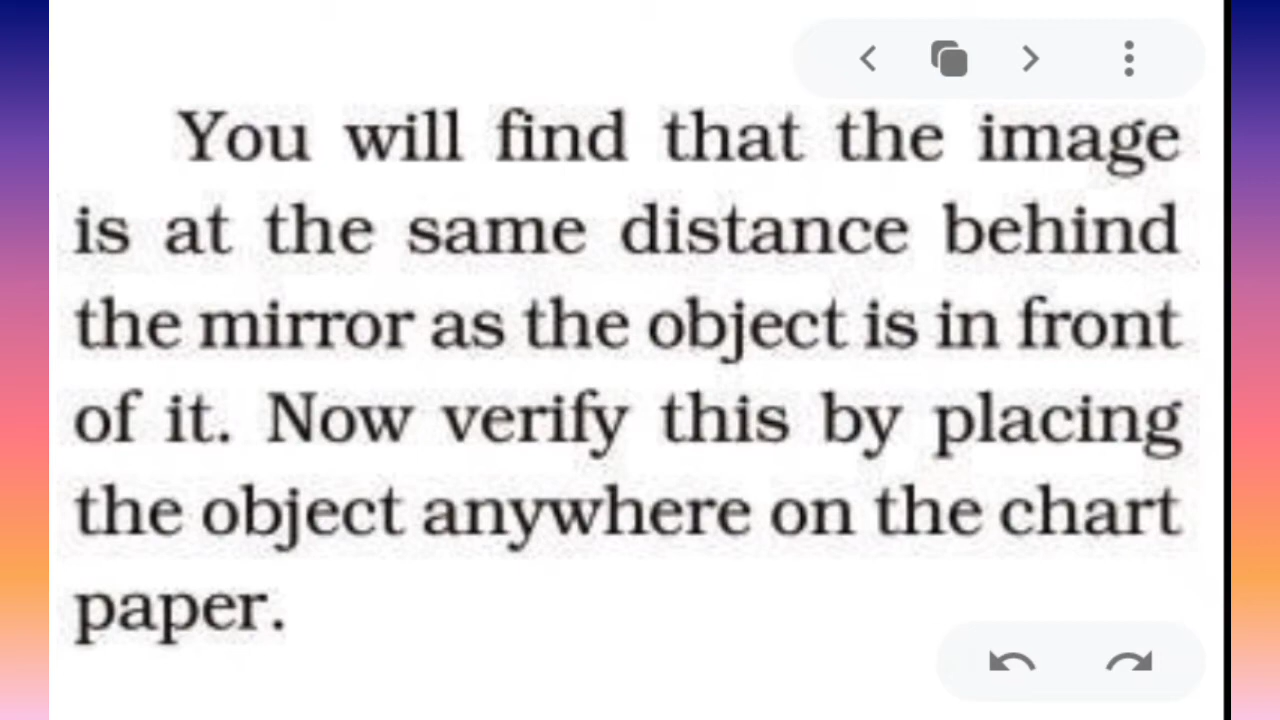 You will find that the image
is at the same distance behind
the mirror as the object is in front
of it. Now verify this by placing
the object anywhere on the chart
paper.